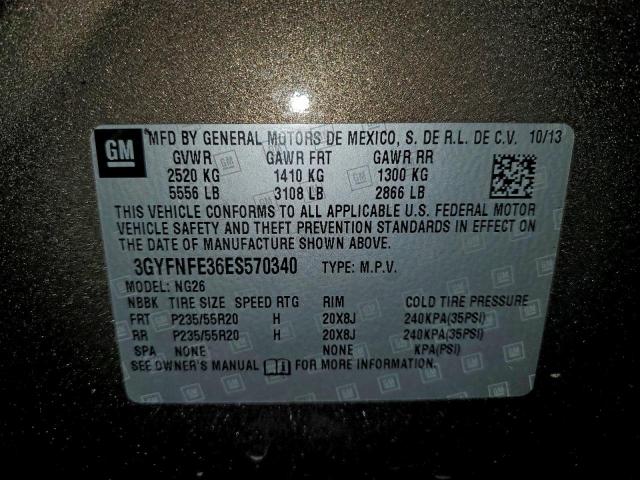 GM MFD BY GENERAL MOTORS DE MEXICO, S. DE R.L. DE C.V. 10/13
GVWR GAWR FRT GAWR RR
2520 KG 1410 KG 1300 KG
5556 LB 3108 LB 2866 LB
THIS VEHICLE CONFORMS TO ALL APPLICABLE U.S. FEDERAL MOTOR
VEHICLE SAFETY AND THEFT PREVENTION STANDARDS IN EFFECT ON
THE DATE OF MANUFACTURE SHOWN ABOVE.
3GYFNFE36ES570340 TYPE: M.P.V.
MODEL: NG26
NBBK TIRE SIZE SPEED RTG RIM COLD TIRE PRESSURE
FRT P235/55R20 H 20X8J 240KPA(35PSI)
RR P235/55R20 H 20X8J 240KPA(35PSI)
SPA NONE NONE KPA(PSI)
SEE OWNER'S MANUAL FOR MORE INFORMATION.